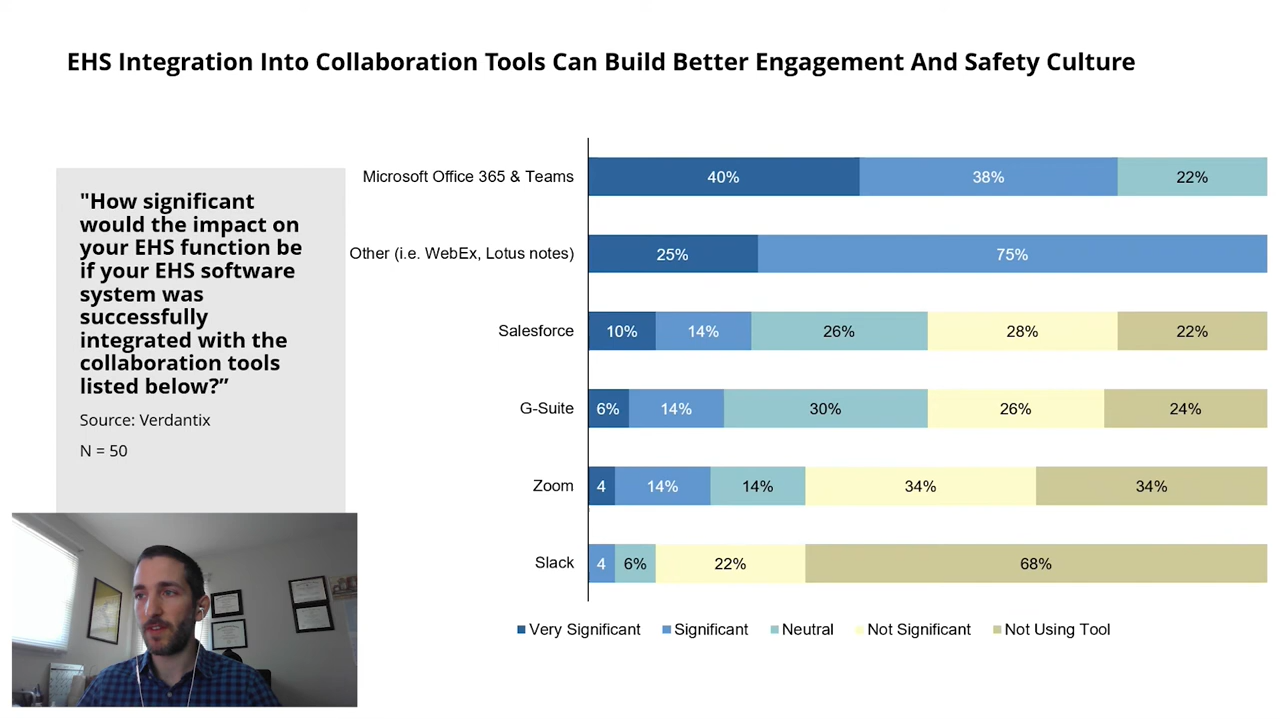 EHS Integration Into Collaboration Tools Can Build Better Engagement And Safety Culture
"How significant
would the impact on
your EHS function be
if your EHS software
system was
successfully
integrated with the
collaboration tools
listed below?”
Source: Verdantix
N = 50
Microsoft Office 365 & Teams 40% 38% 22%
Other (i.e. WebEx, Lotus notes) 25% 75%
Salesforce 10% 14% 26% 28% 22%
G-Suite 6% 14% 30% 26% 24%
Zoom 4 14% 14% 34% 34%
Slack 4 6% 22% 68%
Very Significant Significant Neutral Not Significant Not Using Tool